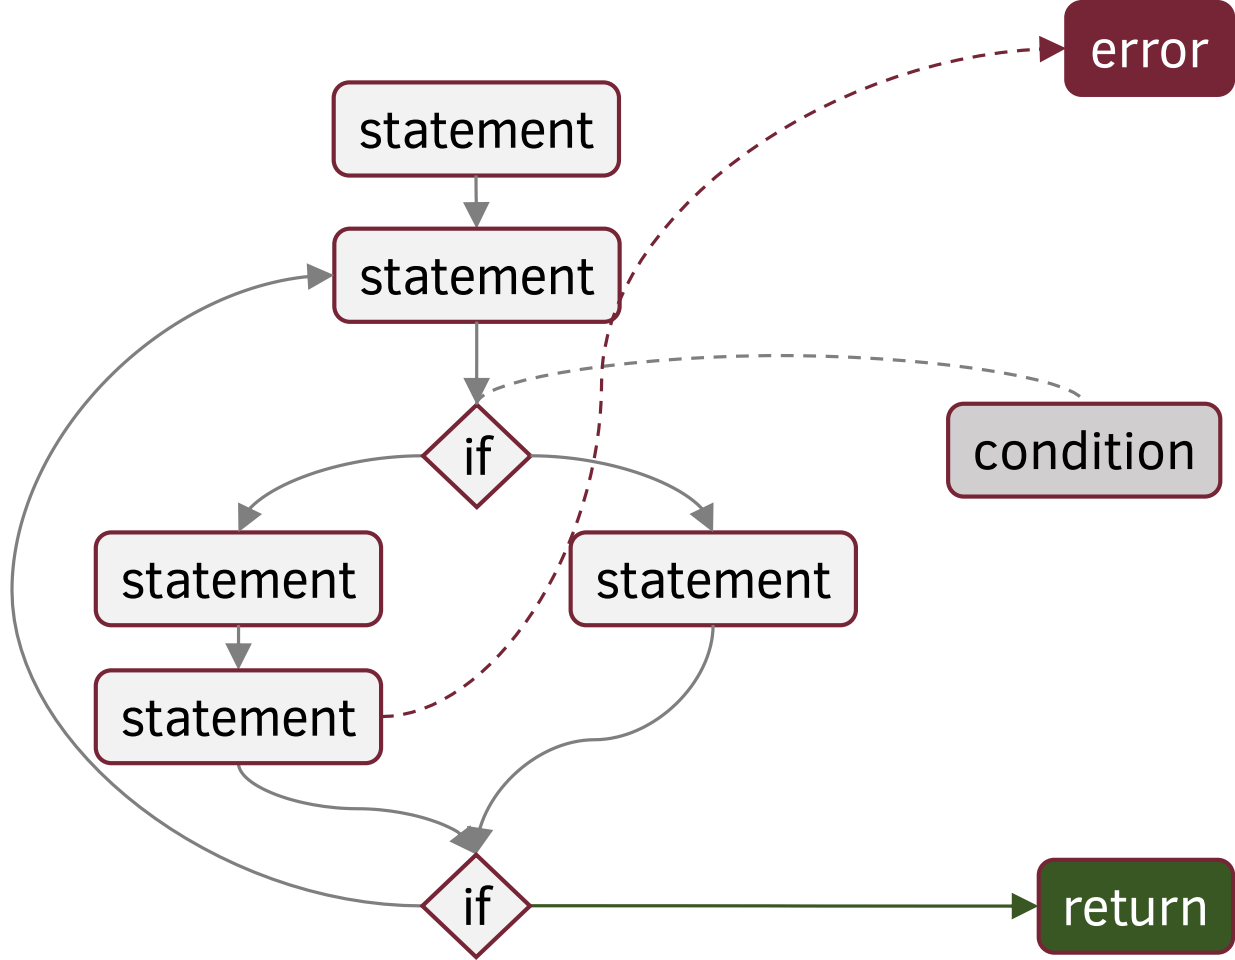 error
statement
statement
condition
if
statement
statement
statement
if
return